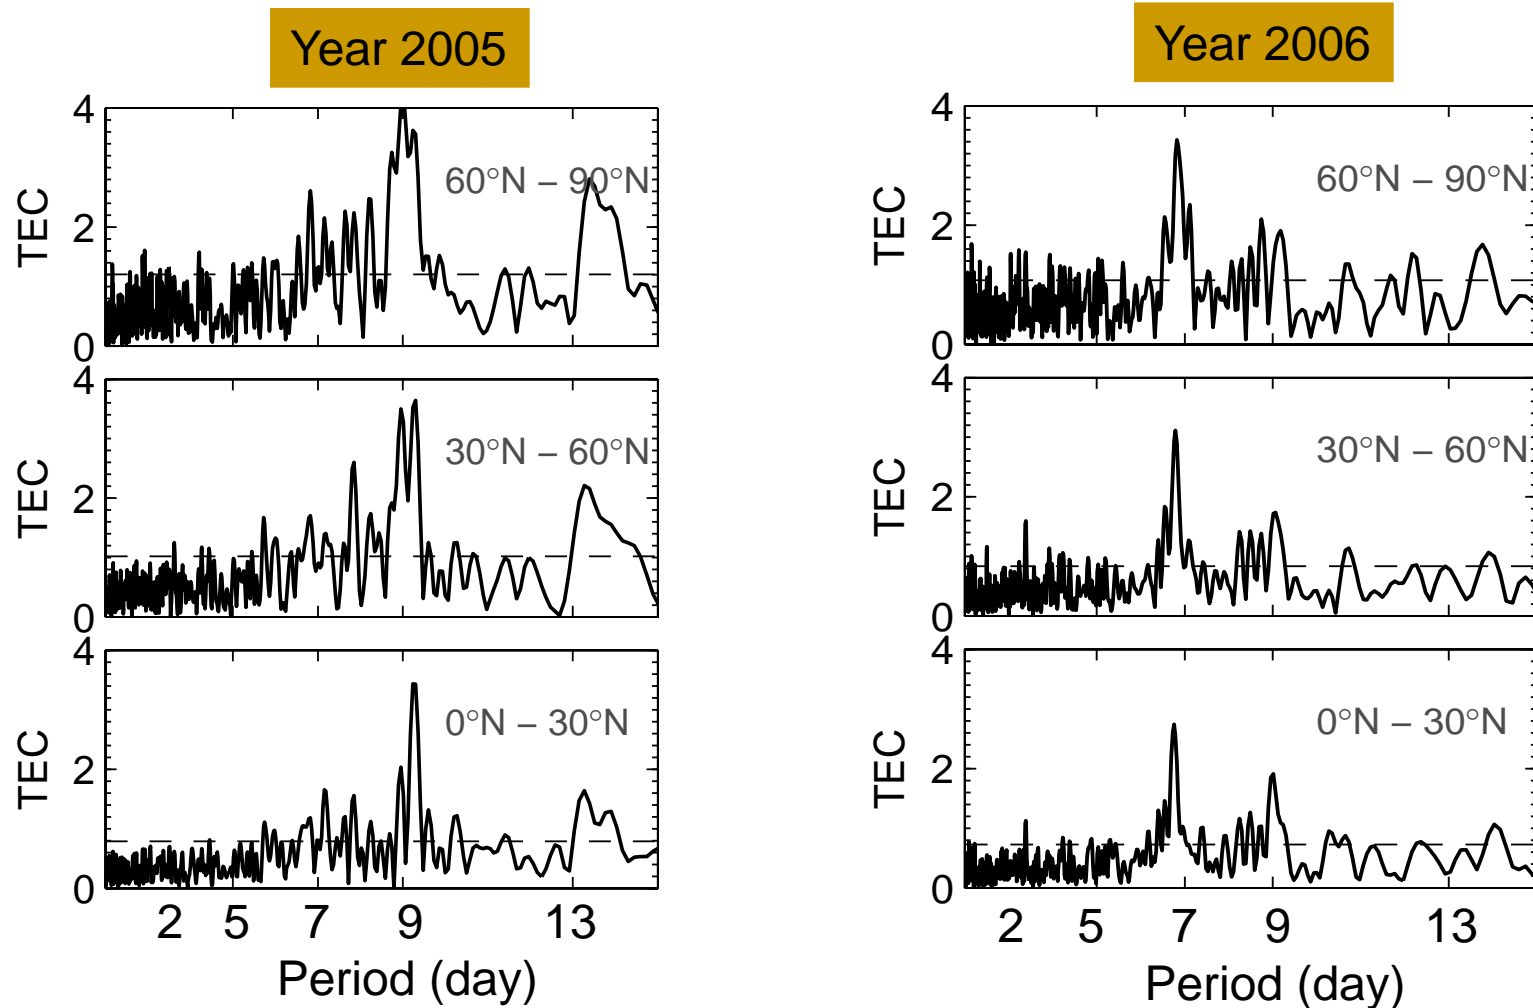 Year 2005
4
2
0
TEC
60°N – 90°N
4
2
0
TEC
30°N – 60°N
4
2
0
TEC
0°N – 30°N
2 5 7 9 13
Period (day)
Year 2006
4
2
0
TEC
60°N – 90°N
4
2
0
TEC
30°N – 60°N
4
2
0
TEC
0°N – 30°N
2 5 7 9 13
Period (day)